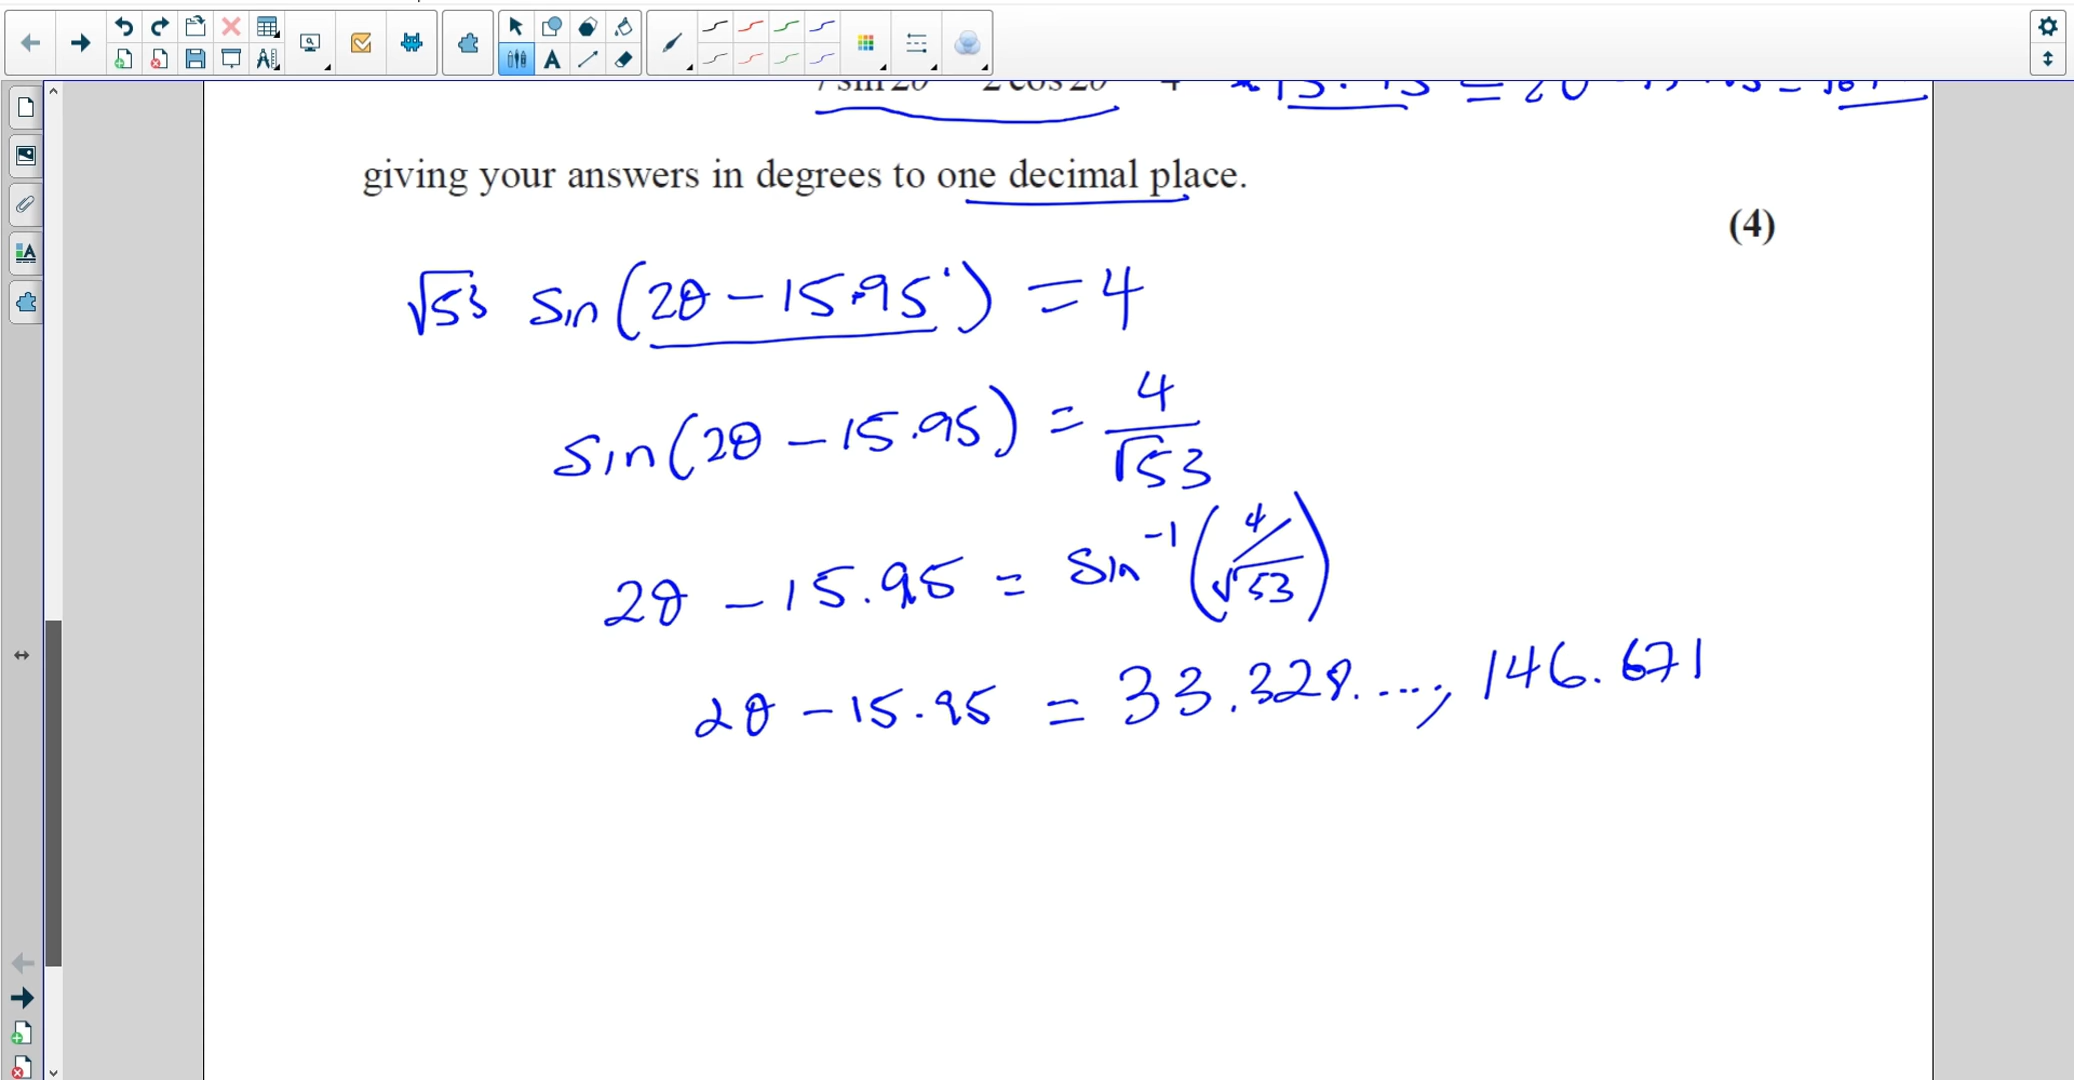 giving your answers in degrees to one decimal place.
(4)
√53 sin(2θ − 15.95°) = 4
sin(2θ − 15.95) = 4/√53
2θ − 15.95 = sin⁻¹(4/√53)
2θ − 15.95 = 33.328...., 146.671